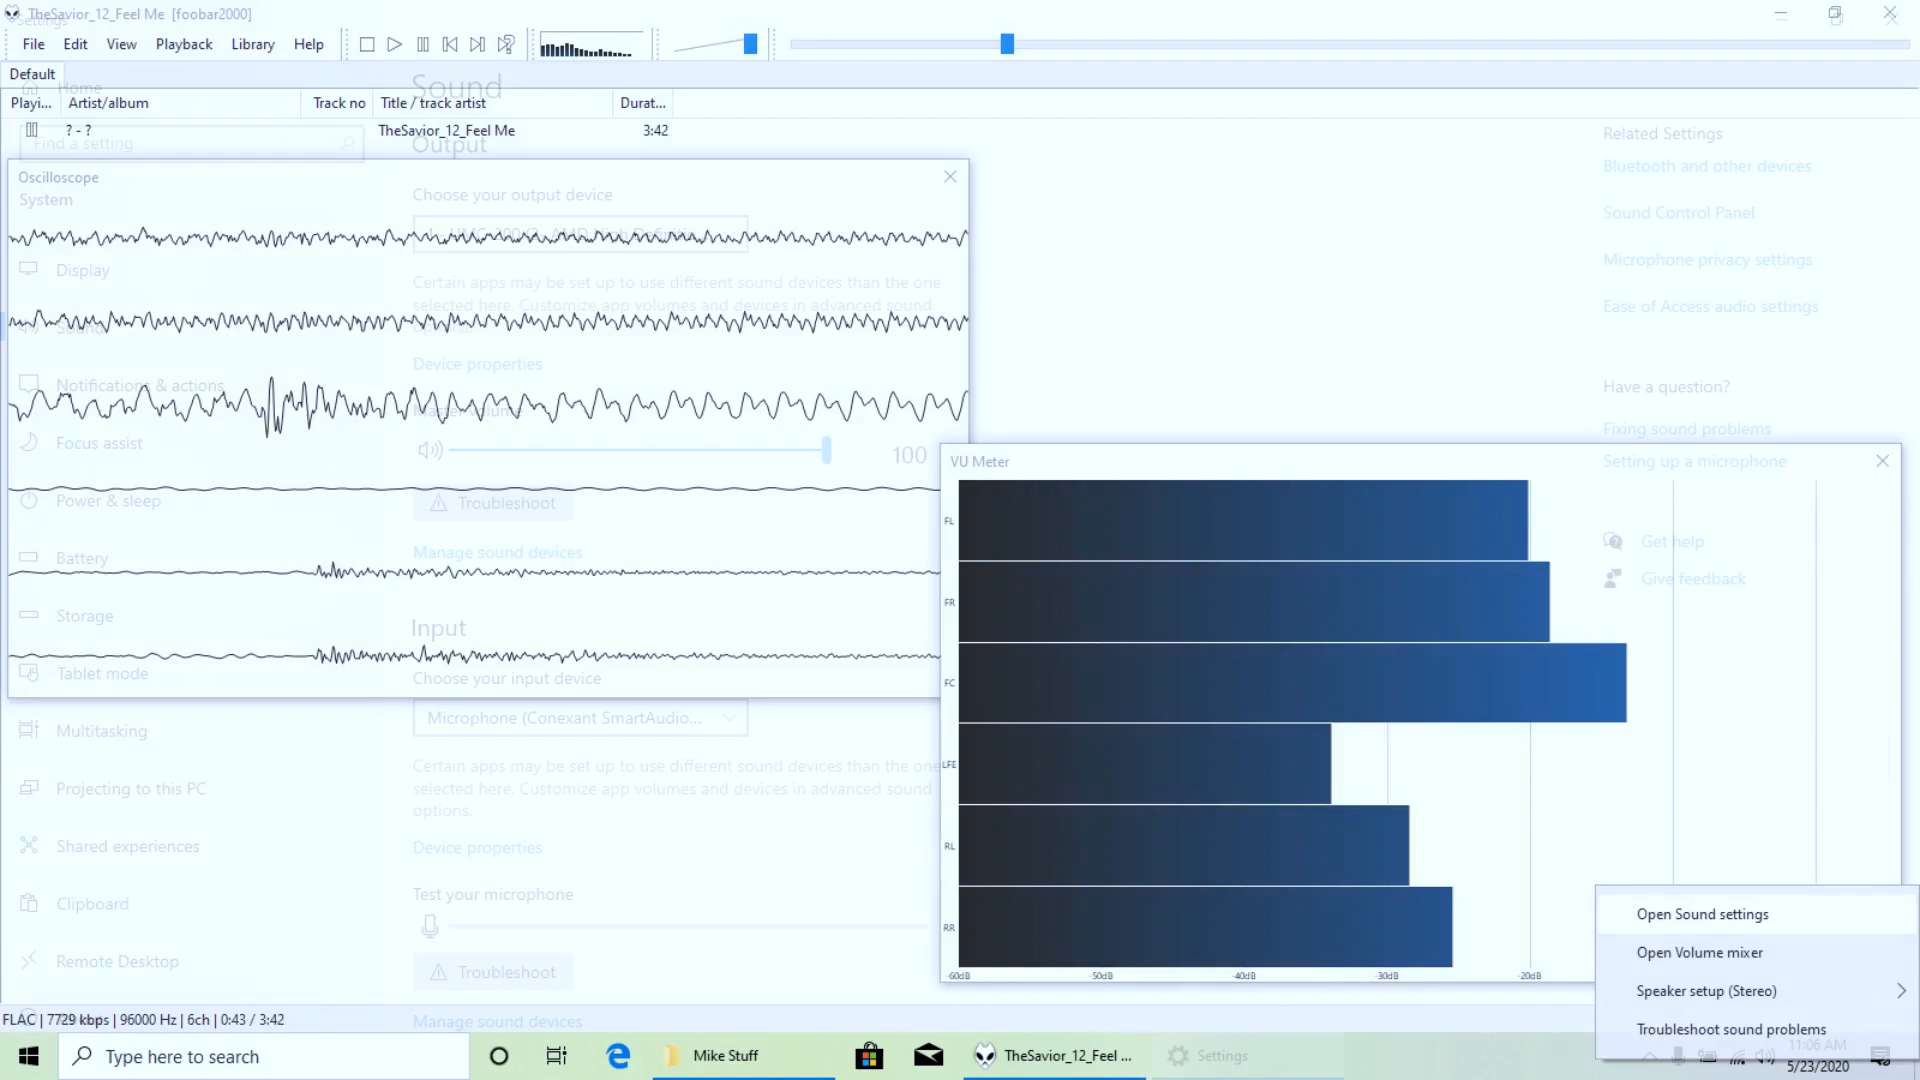 TheSavior_12_Feel Me [foobar2000]
Settings
File Edit View Playback Library Help
Default
Home
Sound
Playi... Artist/album Track no Title / track artist Durat...
? - ? TheSavior_12_Feel Me 3:42
Find a setting
Output
Related Settings
Bluetooth and other devices
Oscilloscope
System
Choose your output device
Sound Control Panel
Display
Microphone privacy settings
Certain apps may be set up to use different sound devices than the one
selected here. Customize app volumes and devices in advanced sound
Ease of Access audio settings
Sound
Device properties
Notifications & actions
Have a question?
Master volume
Fixing sound problems
Focus assist
100
VU Meter
Setting up a microphone
Power & sleep
Troubleshoot
FL
Get help
Battery
Manage sound devices
Give feedback
FR
Storage
Input
Tablet mode
Choose your input device
FC
Multitasking
Microphone (Conexant SmartAudio...
LFE
Projecting to this PC
Certain apps may be set up to use different sound devices than the one
selected here. Customize app volumes and devices in advanced sound
options.
Shared experiences
Device properties
RL
Clipboard
Test your microphone
RR
Remote Desktop
Troubleshoot
-60dB -50dB -40dB -30dB -20dB
Open Sound settings
Open Volume mixer
Speaker setup (Stereo)
Troubleshoot sound problems
FLAC | 7729 kbps | 96000 Hz | 6ch | 0:43 / 3:42
Manage sound devices
Type here to search
Mike Stuff
TheSavior_12_Feel ...
Settings
11:06 AM
5/23/2020